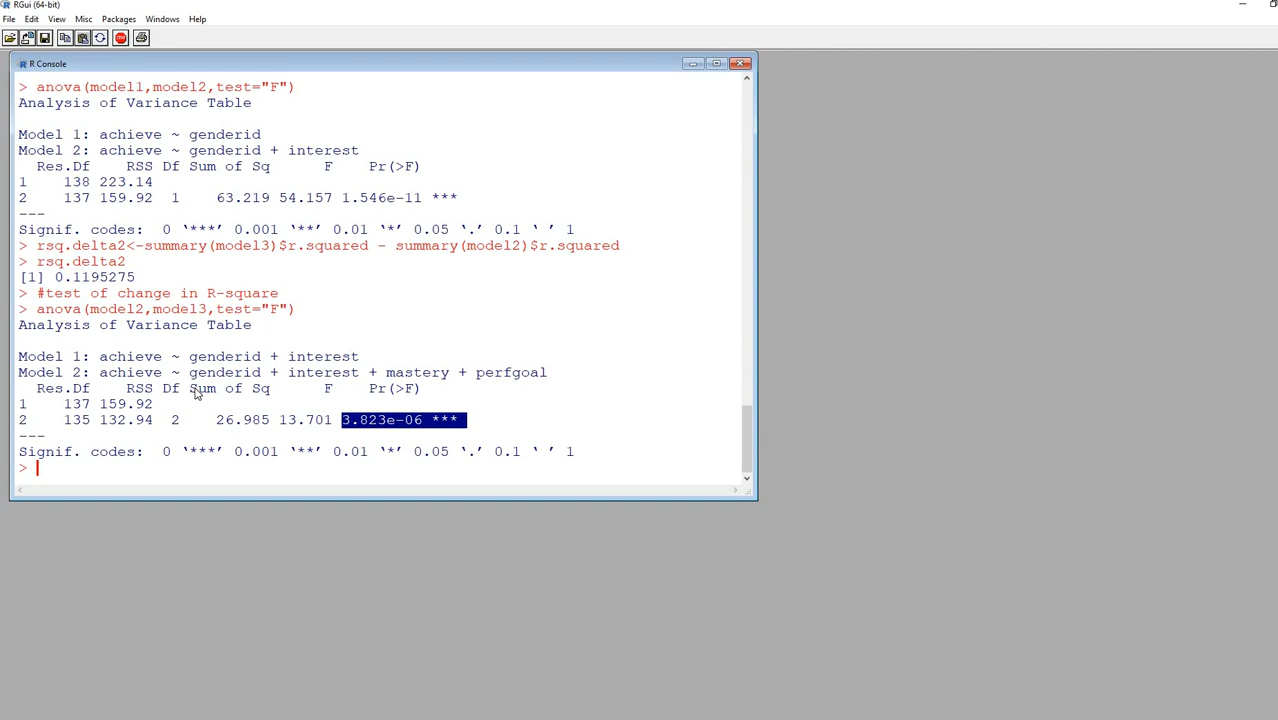 RGui (64-bit)
File Edit View Misc Packages Windows Help
STOP
R Console
> anova(model1,model2,test="F")
Analysis of Variance Table
Model 1: achieve ~ genderid
Model 2: achieve ~ genderid + interest
Res.Df RSS Df Sum of Sq F Pr(>F)
1 138 223.14
2 137 159.92 1 63.219 54.157 1.546e-11 ***
---
Signif. codes: 0 ‘***’ 0.001 ‘**’ 0.01 ‘*’ 0.05 ‘.’ 0.1 ‘ ’ 1
> rsq.delta2<-summary(model3)$r.squared - summary(model2)$r.squared
> rsq.delta2
[1] 0.1195275
> #test of change in R-square
> anova(model2,model3,test="F")
Analysis of Variance Table
Model 1: achieve ~ genderid + interest
Model 2: achieve ~ genderid + interest + mastery + perfgoal
Res.Df RSS Df Sum of Sq F Pr(>F)
1 137 159.92
2 135 132.94 2 26.985 13.701 3.823e-06 ***
---
Signif. codes: 0 ‘***’ 0.001 ‘**’ 0.01 ‘*’ 0.05 ‘.’ 0.1 ‘ ’ 1
>